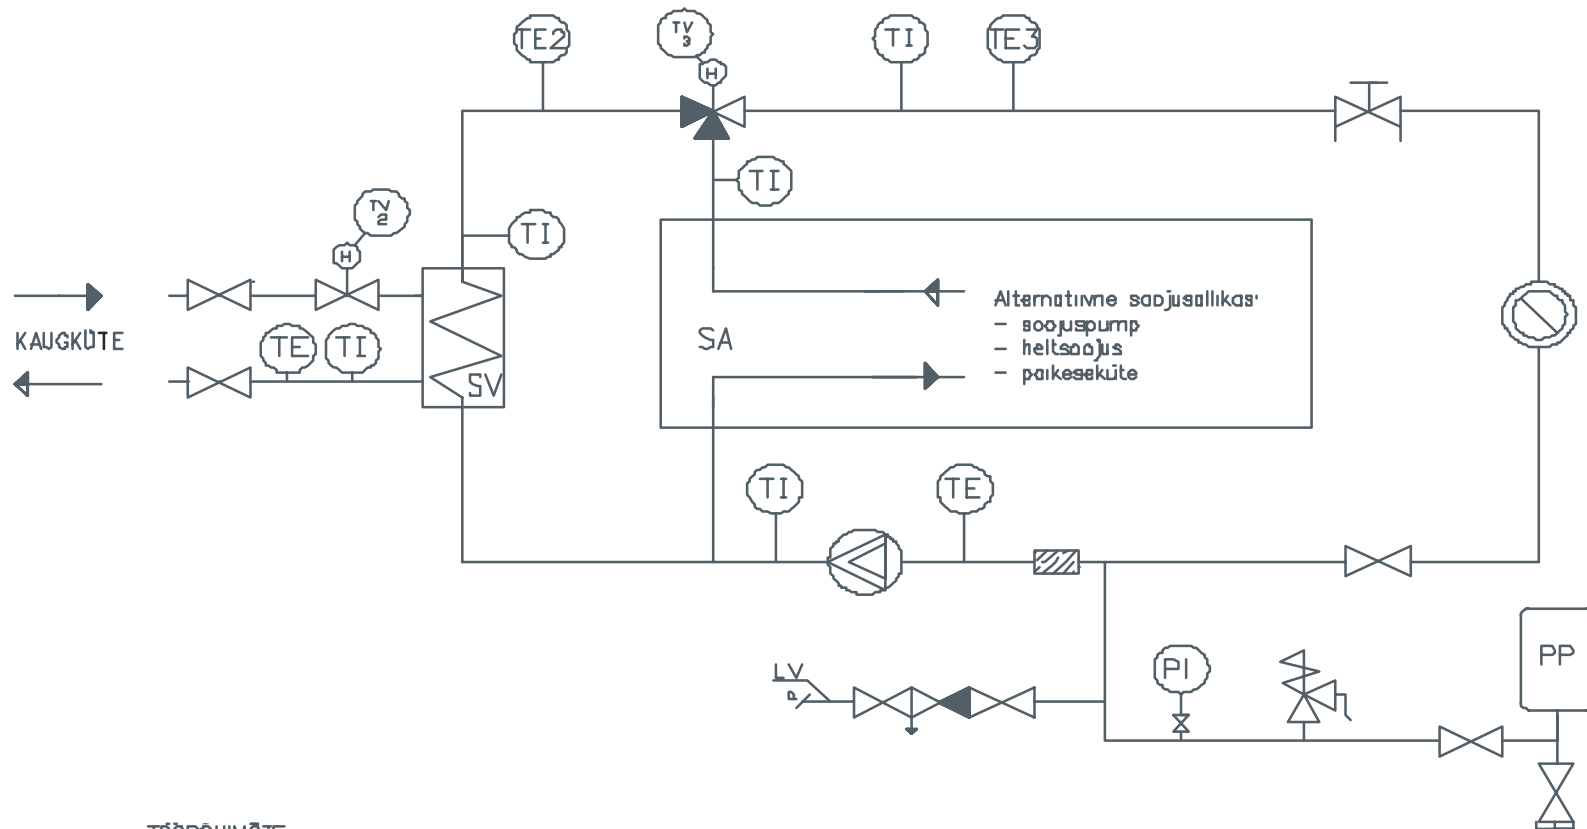 TE2
TV
3
TI
TE3
H
TI
TV
2
TI
H
Alternatiivne soojusallikas:
- soojuspump
- heitsoojus
- päikeseküte
KAUGKÜTE
TE
TI
SA
SV
TI
TE
LV
P
PI
PP
TÖÖPÕHIMÕTE